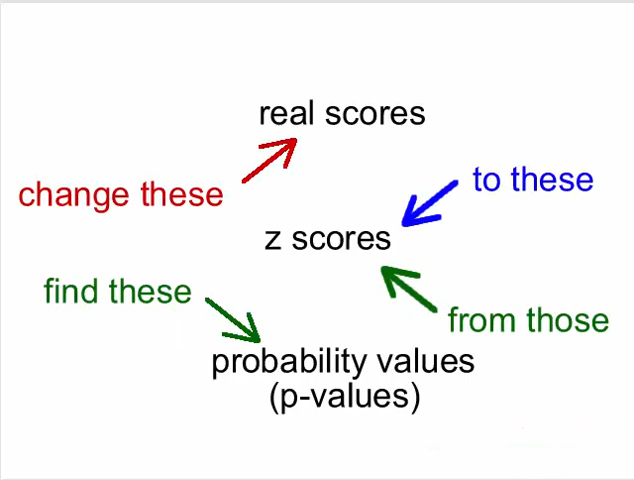 real scores
change these
to these
z scores
find these
from those
probability values
(p-values)